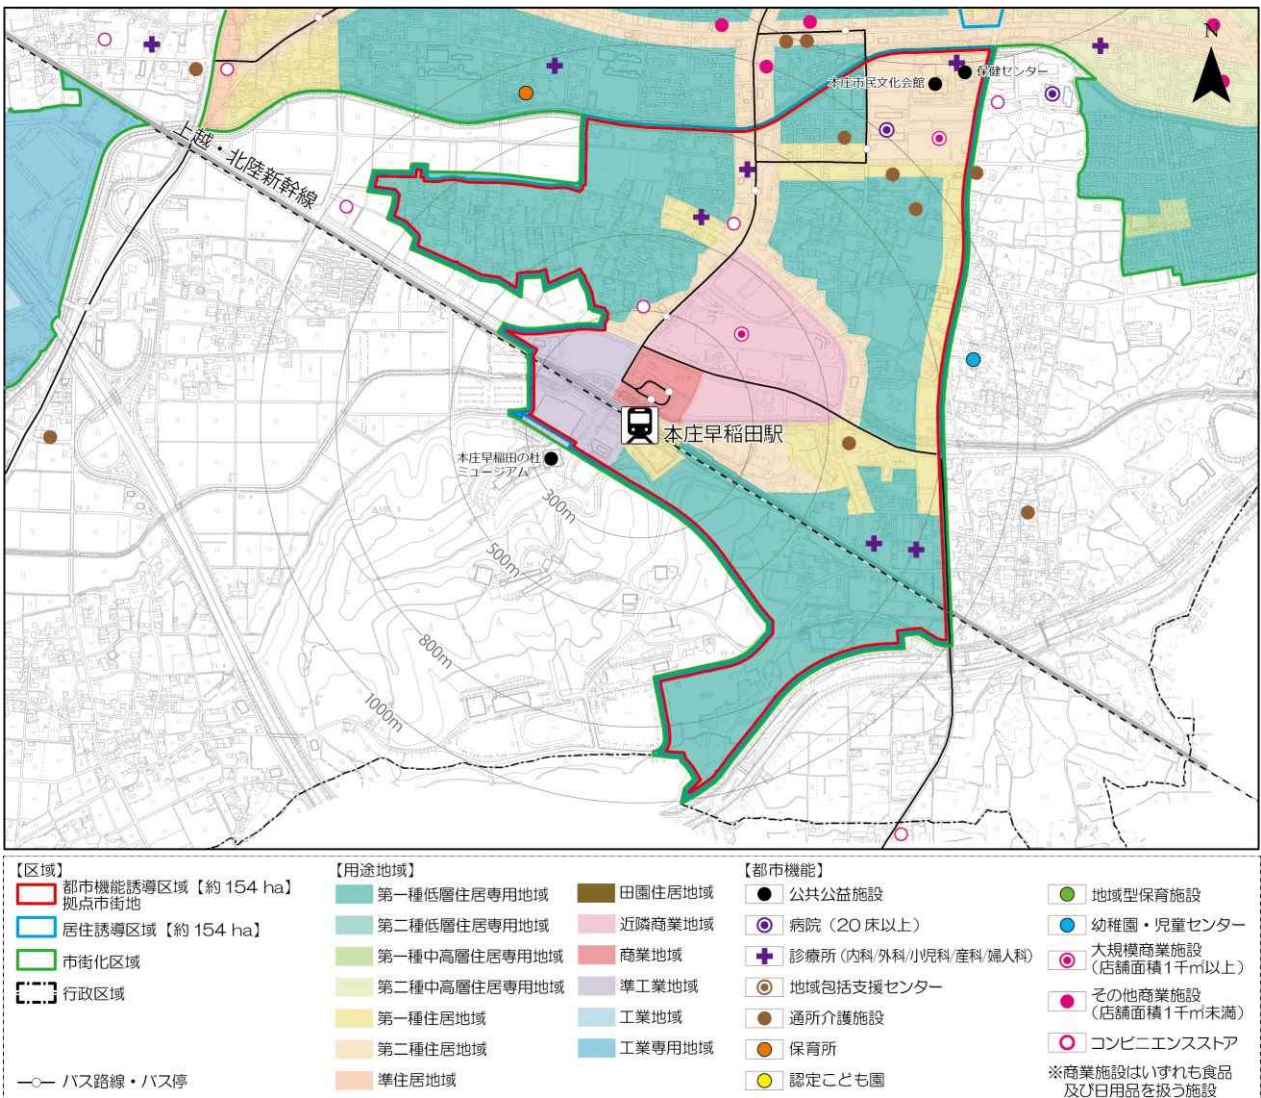 N
保健センター
本庄市民文化会館
上越・北陸新幹線
本庄早稲田駅
本庄早稲田の杜
ミュージアム
300m
500m
800m
1000m
【区域】
都市機能誘導区域【約154 ha】
拠点市街地
居住誘導区域【約154 ha】
市街化区域
行政区域
バス路線・バス停
【用途地域】
第一種低層住居専用地域
第二種低層住居専用地域
第一種中高層住居専用地域
第二種中高層住居専用地域
第一種住居地域
第二種住居地域
準住居地域
田園住居地域
近隣商業地域
商業地域
準工業地域
工業地域
工業専用地域
【都市機能】
公共公益施設
病院（20床以上）
診療所（内科/外科/小児科/産科/婦人科）
地域包括支援センター
通所介護施設
保育所
認定こども園
地域型保育施設
幼稚園・児童センター
大規模商業施設
（店舗面積1千㎡以上）
その他商業施設
（店舗面積1千㎡未満）
コンビニエンスストア
※商業施設はいずれも食品
及び日用品を扱う施設